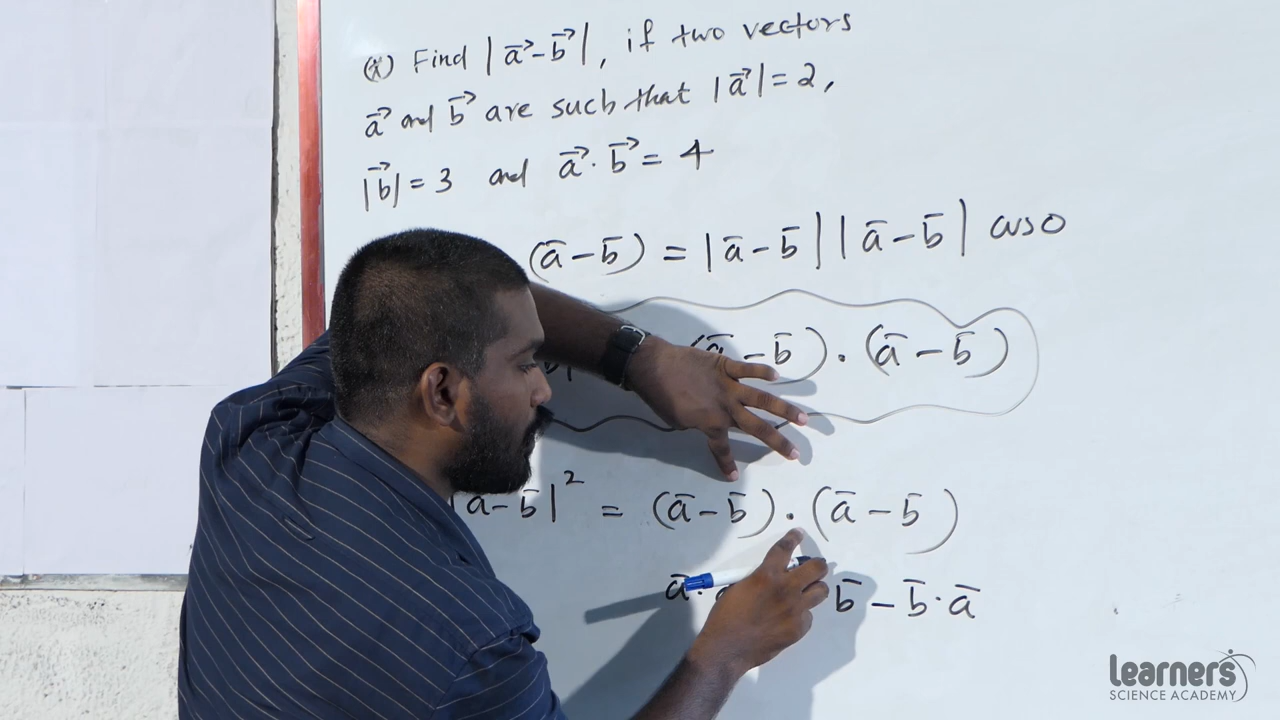 (*) Find |a⃗ - b⃗|, if two vectors
a⃗ and b⃗ are such that |a⃗| = 2,
|b⃗| = 3 and a⃗ · b⃗ = 4
(a̅ - b̅) = |a̅ - b̅| |a̅ - b̅| cos 0
(a̅ - b̅) · (a̅ - b̅)
|a̅ - b̅|² = (a̅ - b̅) · (a̅ - b̅)
a̅ · b̅ - b̅ · a̅
Learners
SCIENCE ACADEMY